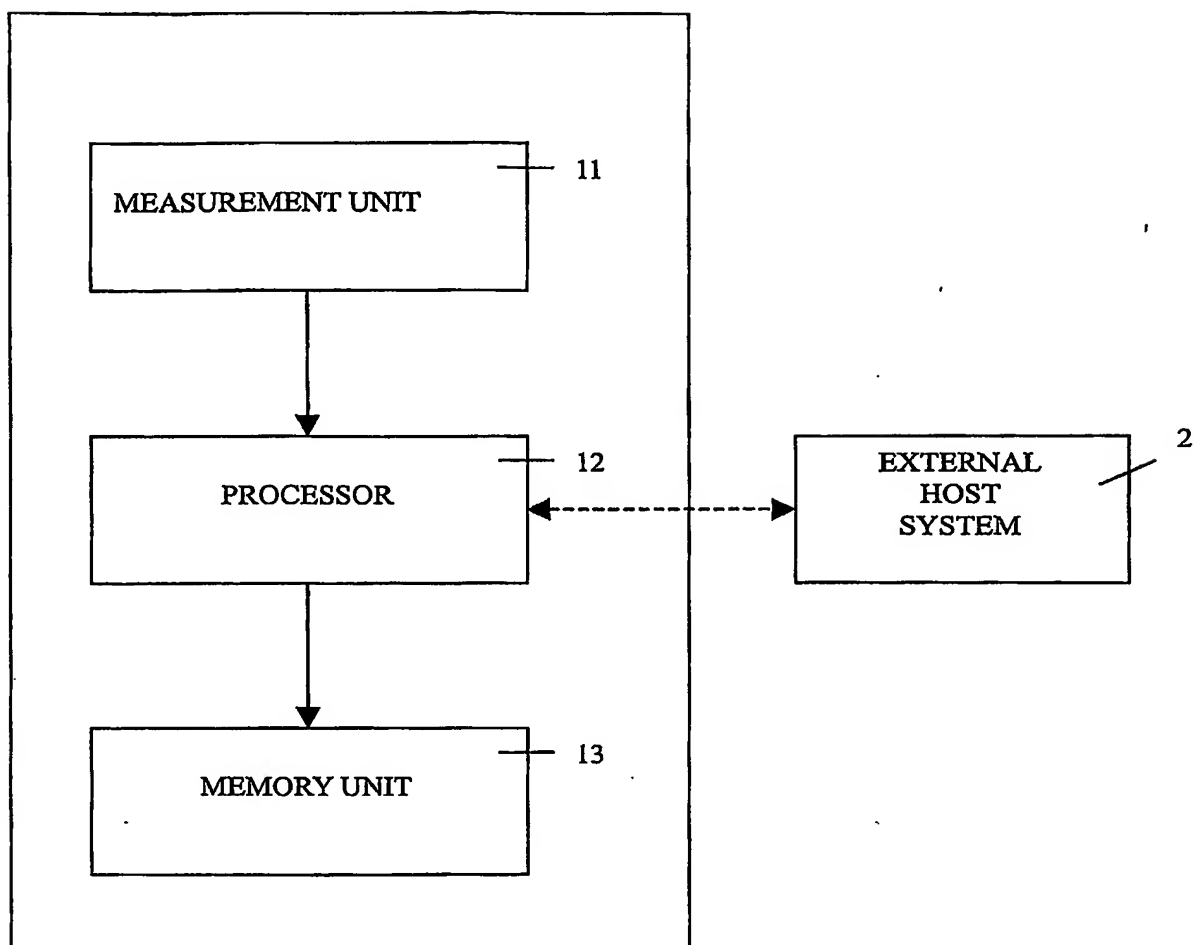 11
MEASUREMENT UNIT
12
PROCESSOR
2
EXTERNAL
HOST
SYSTEM
13
MEMORY UNIT